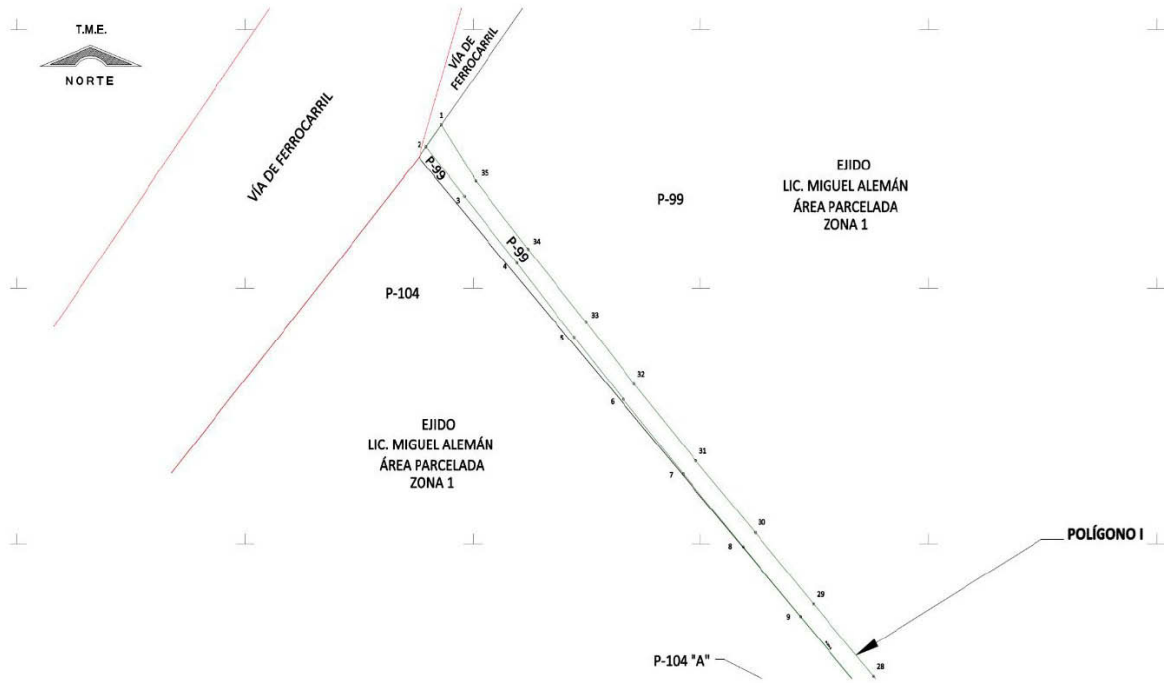 T.M.E.
NORTE
VÍA DE FERROCARRIL
VÍA DE
FERROCARRIL
1
2
P-99
35
3
34
P-99
4
33
5
32
6
31
7
30
8
29
9
28
P-99
EJIDO
LIC. MIGUEL ALEMÁN
ÁREA PARCELADA
ZONA 1
P-104
EJIDO
LIC. MIGUEL ALEMÁN
ÁREA PARCELADA
ZONA 1
POLÍGONO I
P-104 "A"